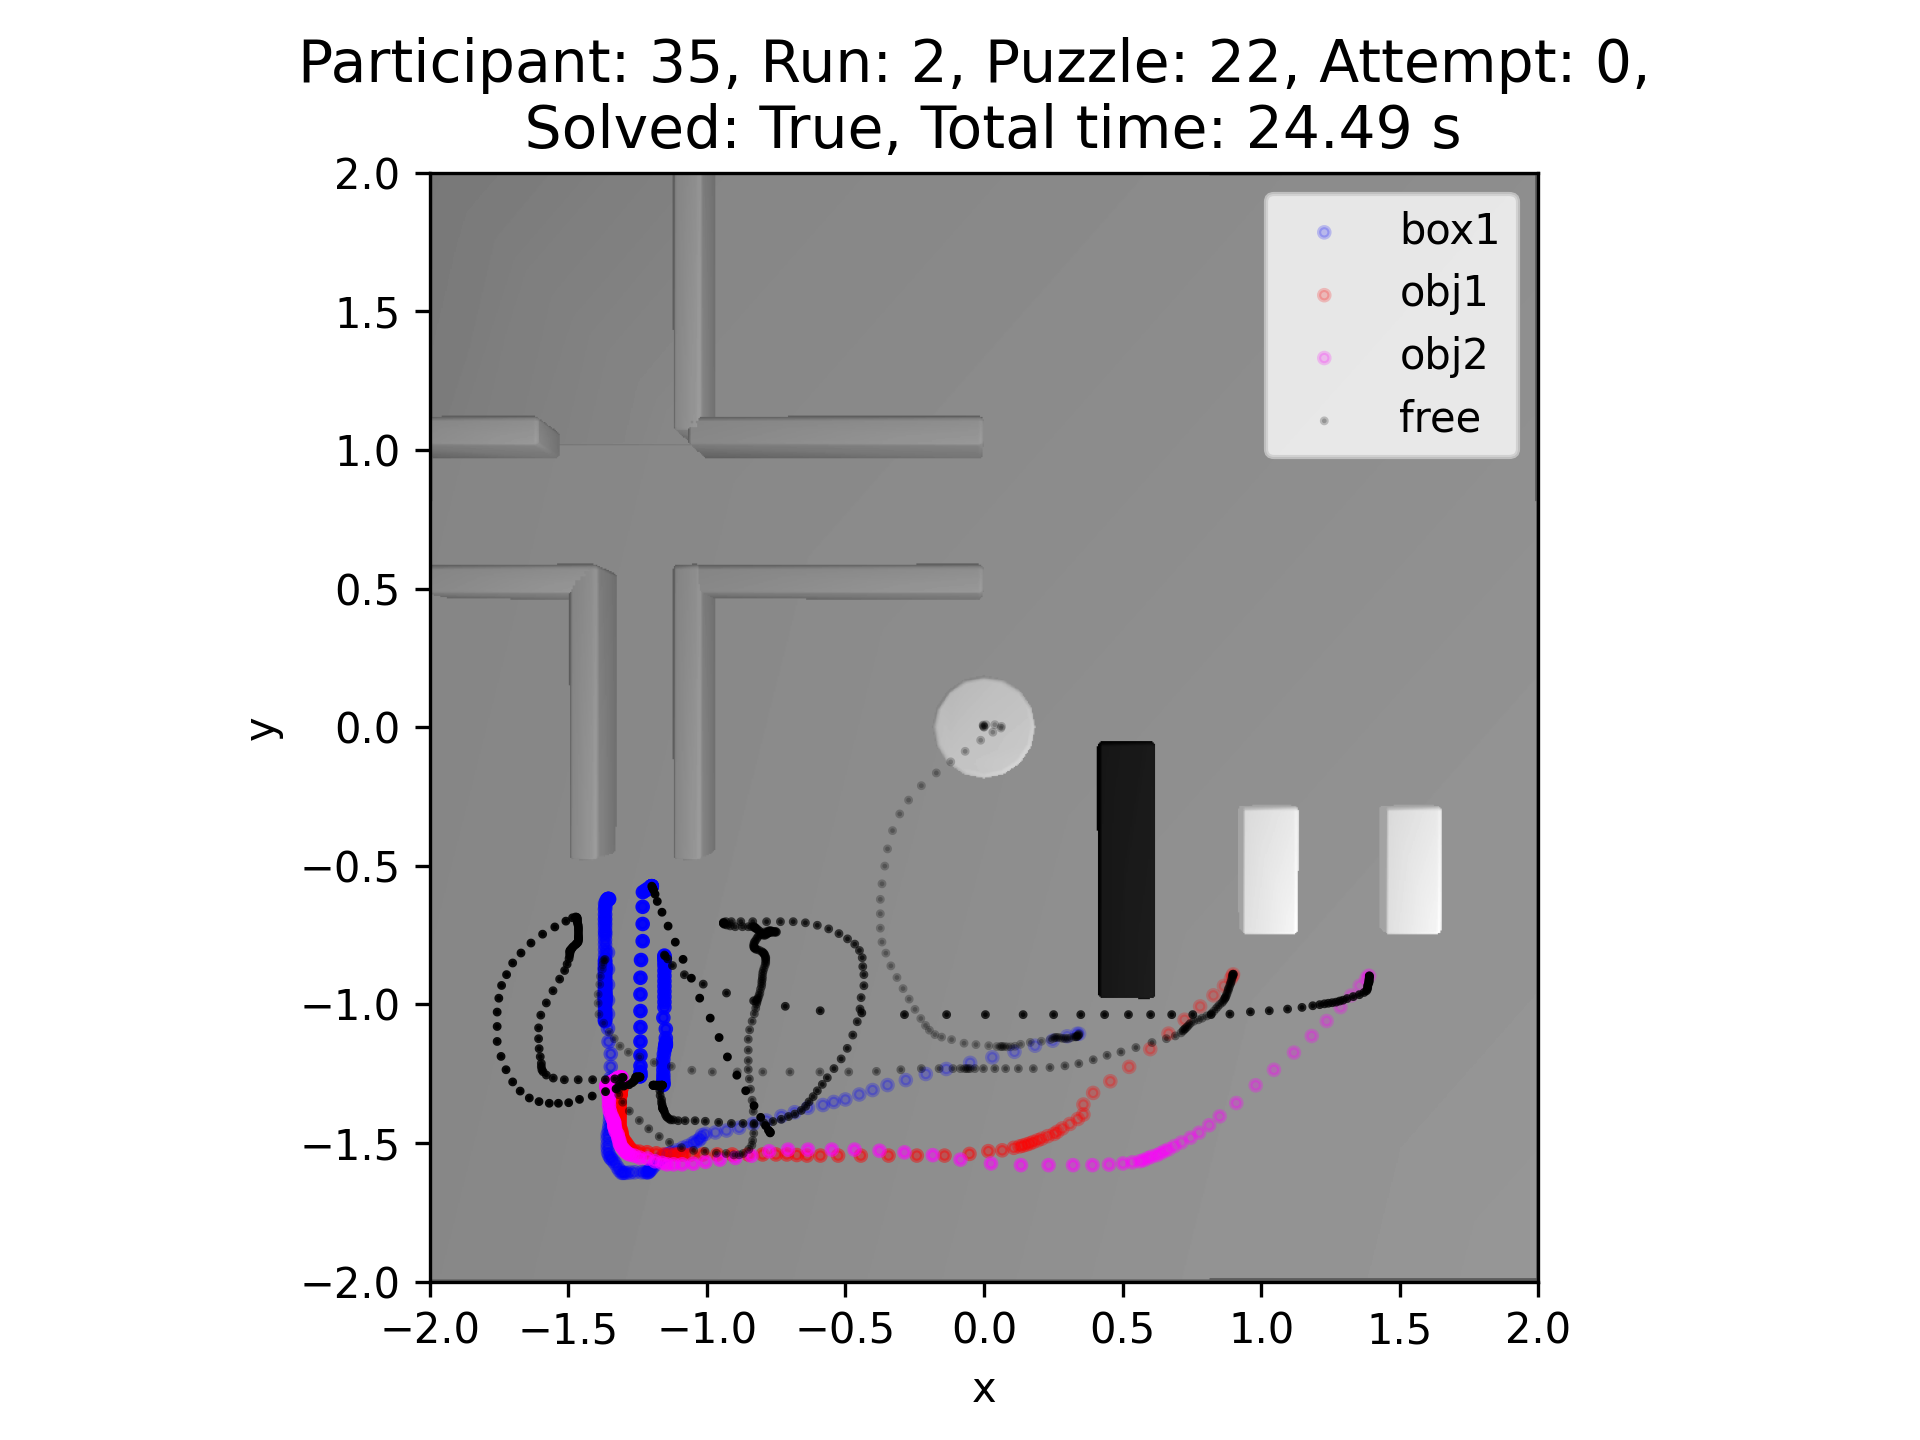 Participant: 35, Run: 2, Puzzle: 22, Attempt: 0,
Solved: True, Total time: 24.49 s
2.0
1.5
1.0
0.5
0.0
−0.5
−1.0
−1.5
−2.0
y
box1
obj1
obj2
free
−2.0 −1.5 −1.0 −0.5 0.0 0.5 1.0 1.5 2.0
x